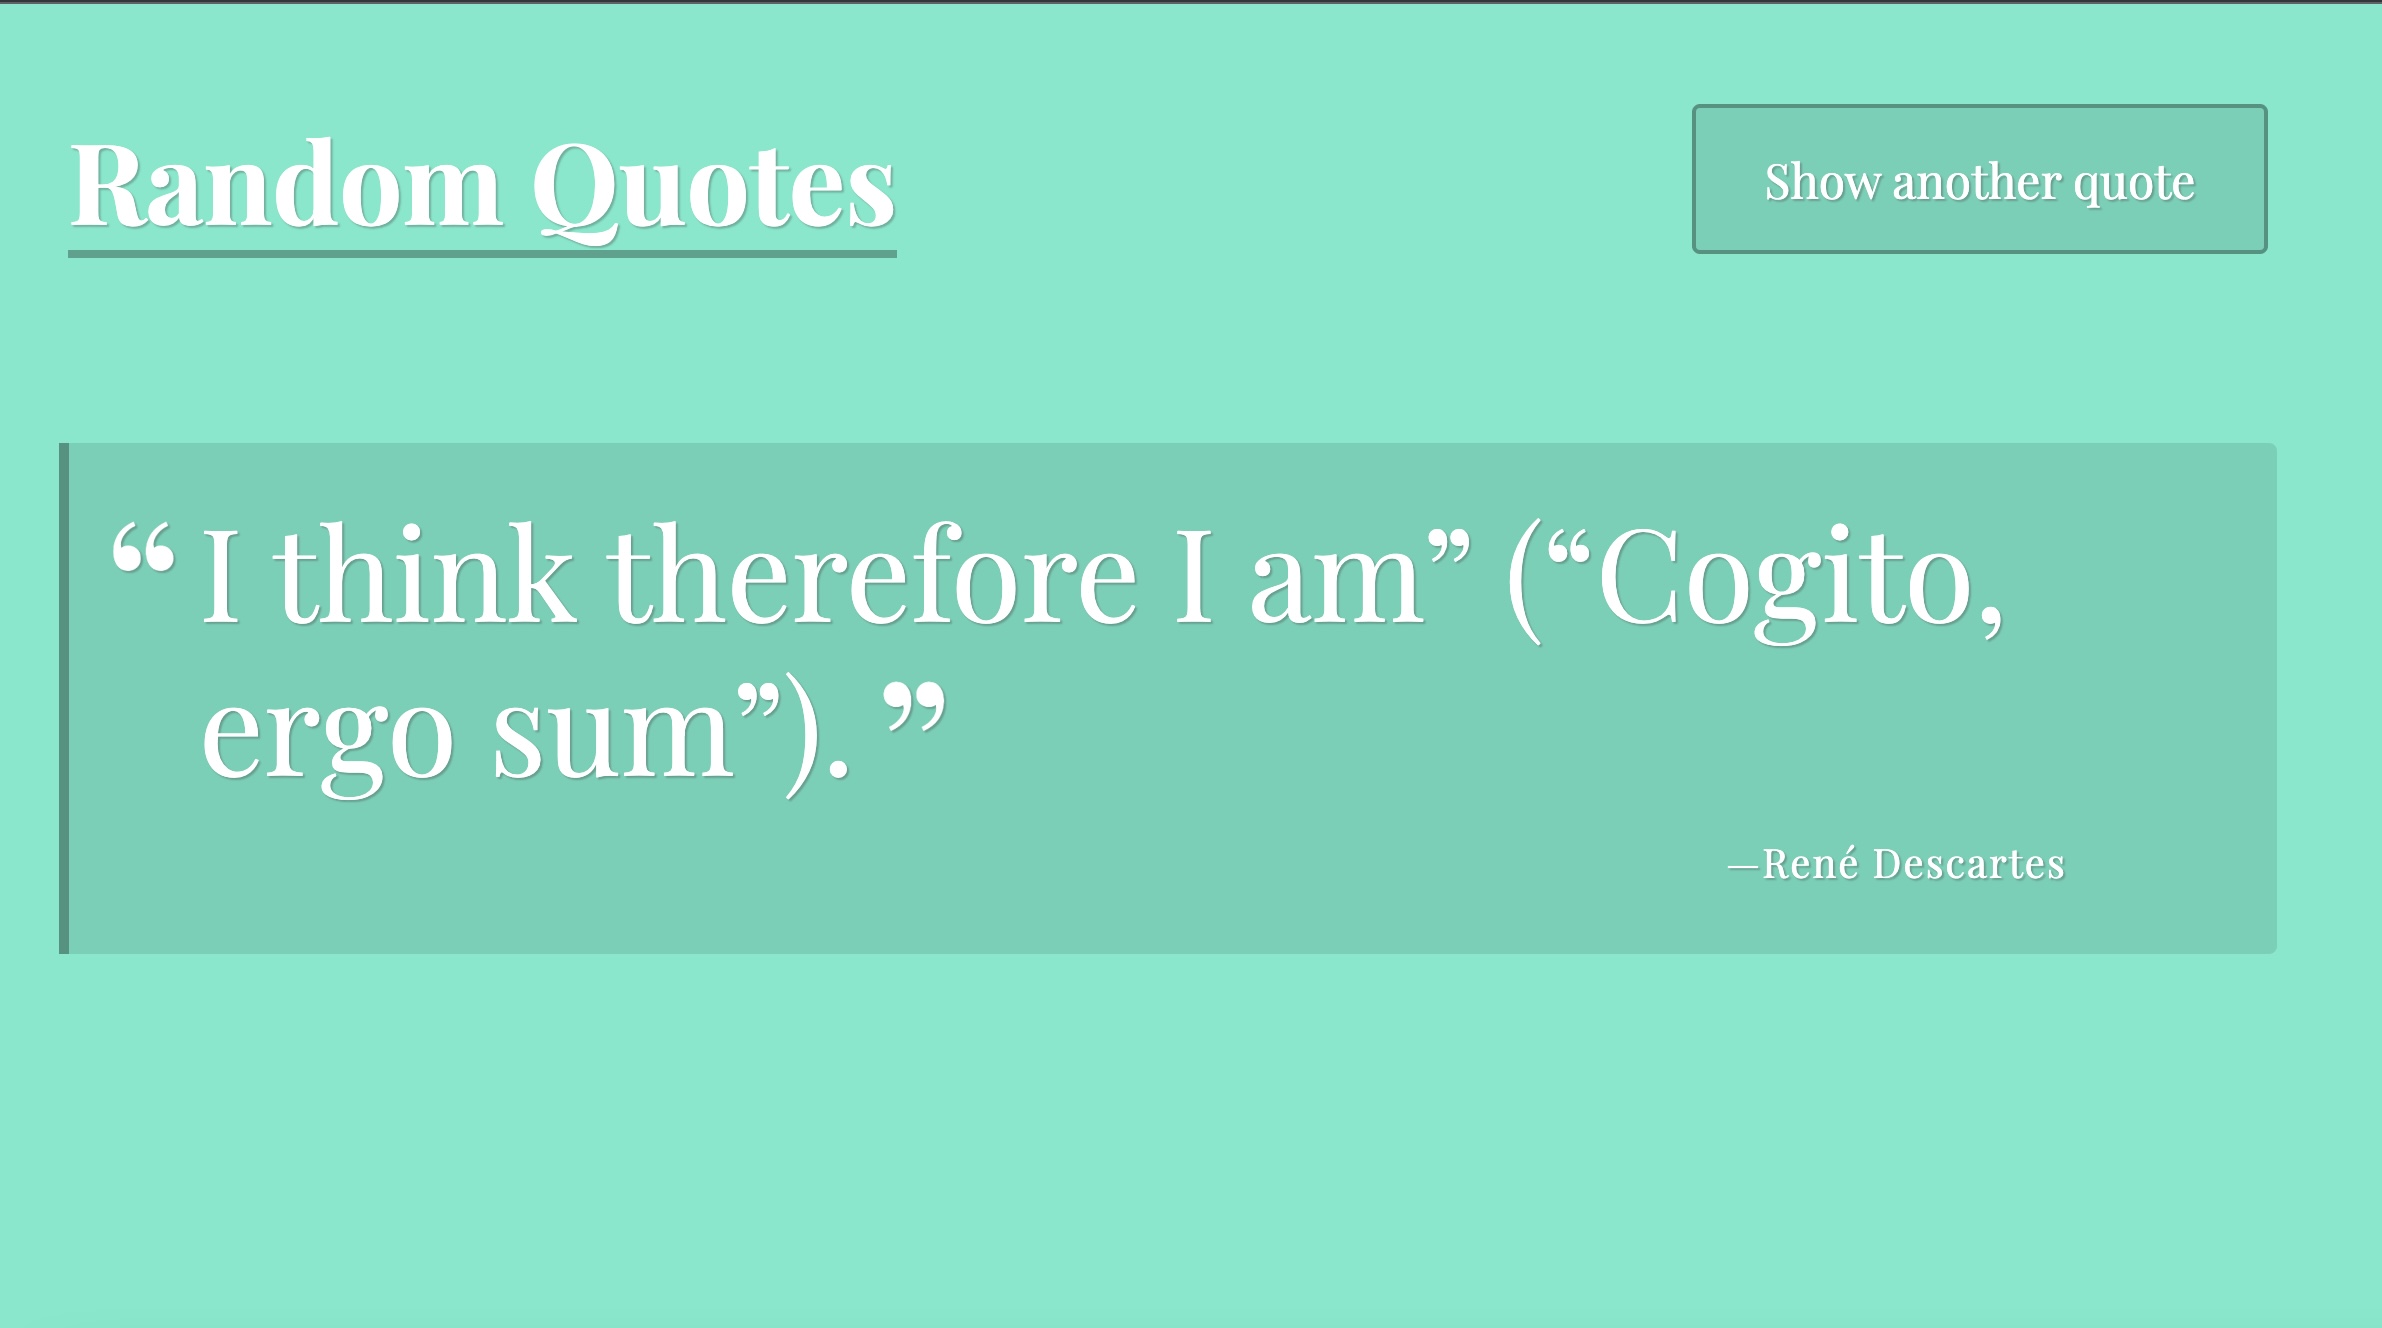 Random Quotes
Show another quote
“ I think therefore I am” (“Cogito,
ergo sum”). ”
—René Descartes